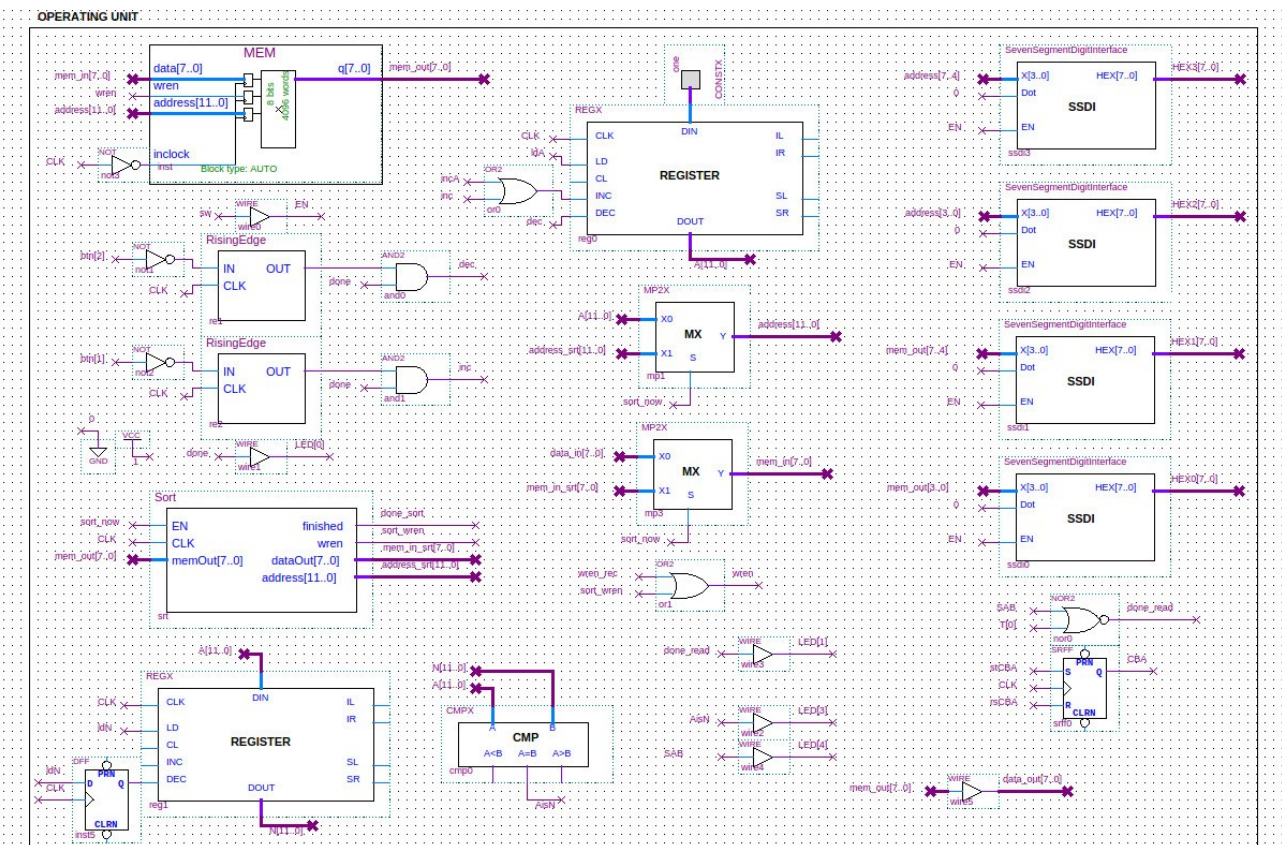 OPERATING UNIT
MEM
mem_in[7..0]
data[7..0]
q[7..0]
mem_out[7..0]
wren
wren
address[11..0]
address[11..0]
8 bits
4096 words
CLK
NOT
not3
inclock
inst
Block type: AUTO
sw
WIRE
EN
wire0
RisingEdge
btn[2]
NOT
not1
IN
OUT
CLK
CLK
re1
AND2
done
and0
dec
RisingEdge
btn[1]
NOT
not2
IN
OUT
CLK
CLK
re2
AND2
done
and1
inc
0
GND
VCC
1
done
WIRE
LED[0]
wire1
Sort
sort_now
EN
finished
done_sort
CLK
CLK
wren
sort_wren
mem_out[7..0]
memOut[7..0]
dataOut[7..0]
mem_in_srt[7..0]
address[11..0]
address_srt[11..0]
srt
A[11..0]
REGX
DIN
CLK
CLK
IL
IR
ldN
LD
CL
REGISTER
INC
SL
DEC
SR
DOUT
reg1
N[11..0]
DFF
ldN
CLK
PRN
D
Q
CLRN
inst5
one
CONSTX
REGX
DIN
CLK
CLK
IL
IR
ldA
LD
CL
REGISTER
incA
inc
OR2
or0
INC
SL
dec
DEC
SR
DOUT
reg0
A[11..0]
MP2X
A[11..0]
X0
MX
Y
address[11..0]
address_srt[11..0]
X1
S
mp1
sort_now
MP2X
data_in[7..0]
X0
MX
Y
mem_in[7..0]
mem_in_srt[7..0]
X1
S
mp3
sort_now
OR2
wren_rec
sort_wren
wren
or1
done_read
WIRE
LED[1]
wire3
N[11..0]
A[11..0]
CMPX
A
B
CMP
A<B
A=B
A>B
cmp0
AisN
AisN
WIRE
LED[3]
wire2
SAB
WIRE
LED[4]
wire4
SevenSegmentDigitInterface
address[7..4]
X[3..0]
HEX[7..0]
HEX3[7..0]
0
Dot
SSDI
EN
EN
ssdi3
SevenSegmentDigitInterface
address[3..0]
X[3..0]
HEX[7..0]
HEX2[7..0]
0
Dot
SSDI
EN
EN
ssdi2
SevenSegmentDigitInterface
mem_out[7..4]
X[3..0]
HEX[7..0]
HEX1[7..0]
0
Dot
SSDI
EN
EN
ssdi1
SevenSegmentDigitInterface
mem_out[3..0]
X[3..0]
HEX[7..0]
HEX0[7..0]
0
Dot
SSDI
EN
EN
ssdi0
NOR2
SAB
T[0]
done_read
nor0
SRFF
PRN
stCBA
S
Q
CBA
CLK
rsCBA
R
CLRN
srff0
mem_out[7..0]
WIRE
data_out[7..0]
wire5